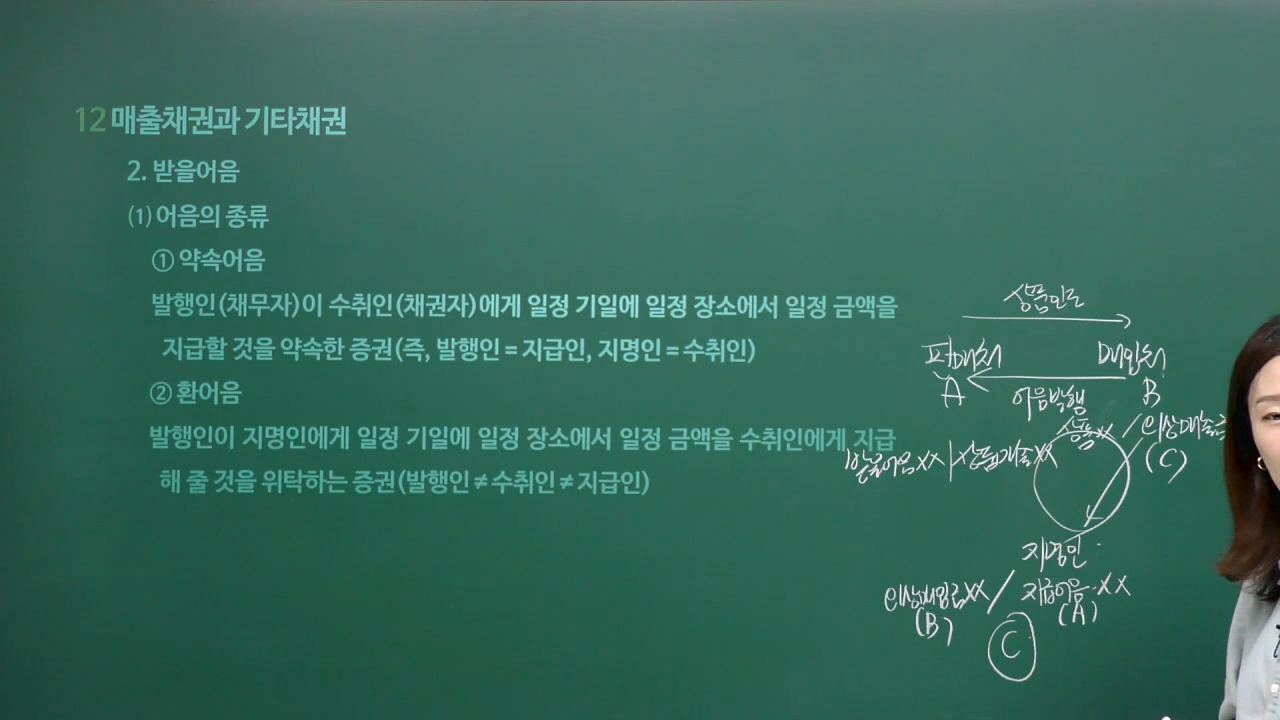 12 매출채권과 기타채권
2. 받을어음
(1) 어음의 종류
① 약속어음
발행인(채무자)이 수취인(채권자)에게 일정 기일에 일정 장소에서 일정 금액을
지급할 것을 약속한 증권(즉, 발행인=지급인, 지명인=수취인)
② 환어음
발행인이 지명인에게 일정 기일에 일정 장소에서 일정 금액을 수취인에게 지급
해 줄 것을 위탁하는 증권(발행인≠수취인≠지급인)
상품인도
판매처
매입처
A
어음발행
B
상품 xx
외상매출금
(C)
받을어음 XX
상품매출 XX
지명인
외상매입금 XX
지급어음 XX
(B)
(A)
C